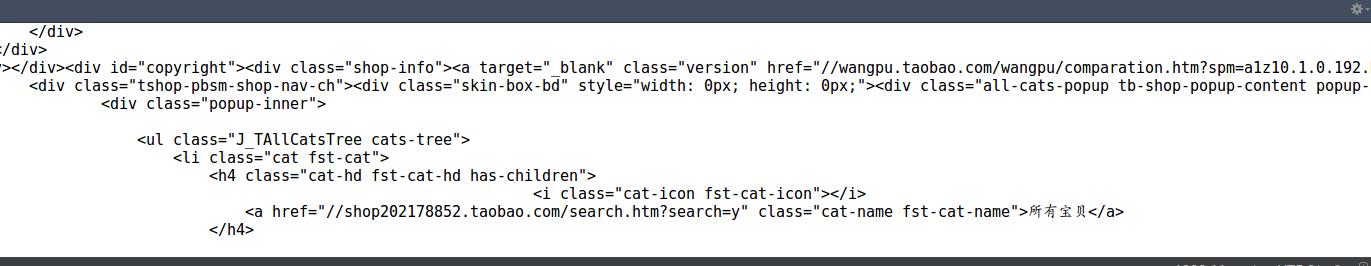 </div>
</div>
></div><div id="copyright"><div class="shop-info"><a target="_blank" class="version" href="//wangpu.taobao.com/wangpu/comparation.htm?spm=a1z10.1.0.192.
<div class="tshop-pbsm-shop-nav-ch"><div class="skin-box-bd" style="width: 0px; height: 0px;"><div class="all-cats-popup tb-shop-popup-content popup-
<div class="popup-inner">
<ul class="J_TAllCatsTree cats-tree">
<li class="cat fst-cat">
<h4 class="cat-hd fst-cat-hd has-children">
<i class="cat-icon fst-cat-icon"></i>
<a href="//shop202178852.taobao.com/search.htm?search=y" class="cat-name fst-cat-name">所有宝贝</a>
</h4>